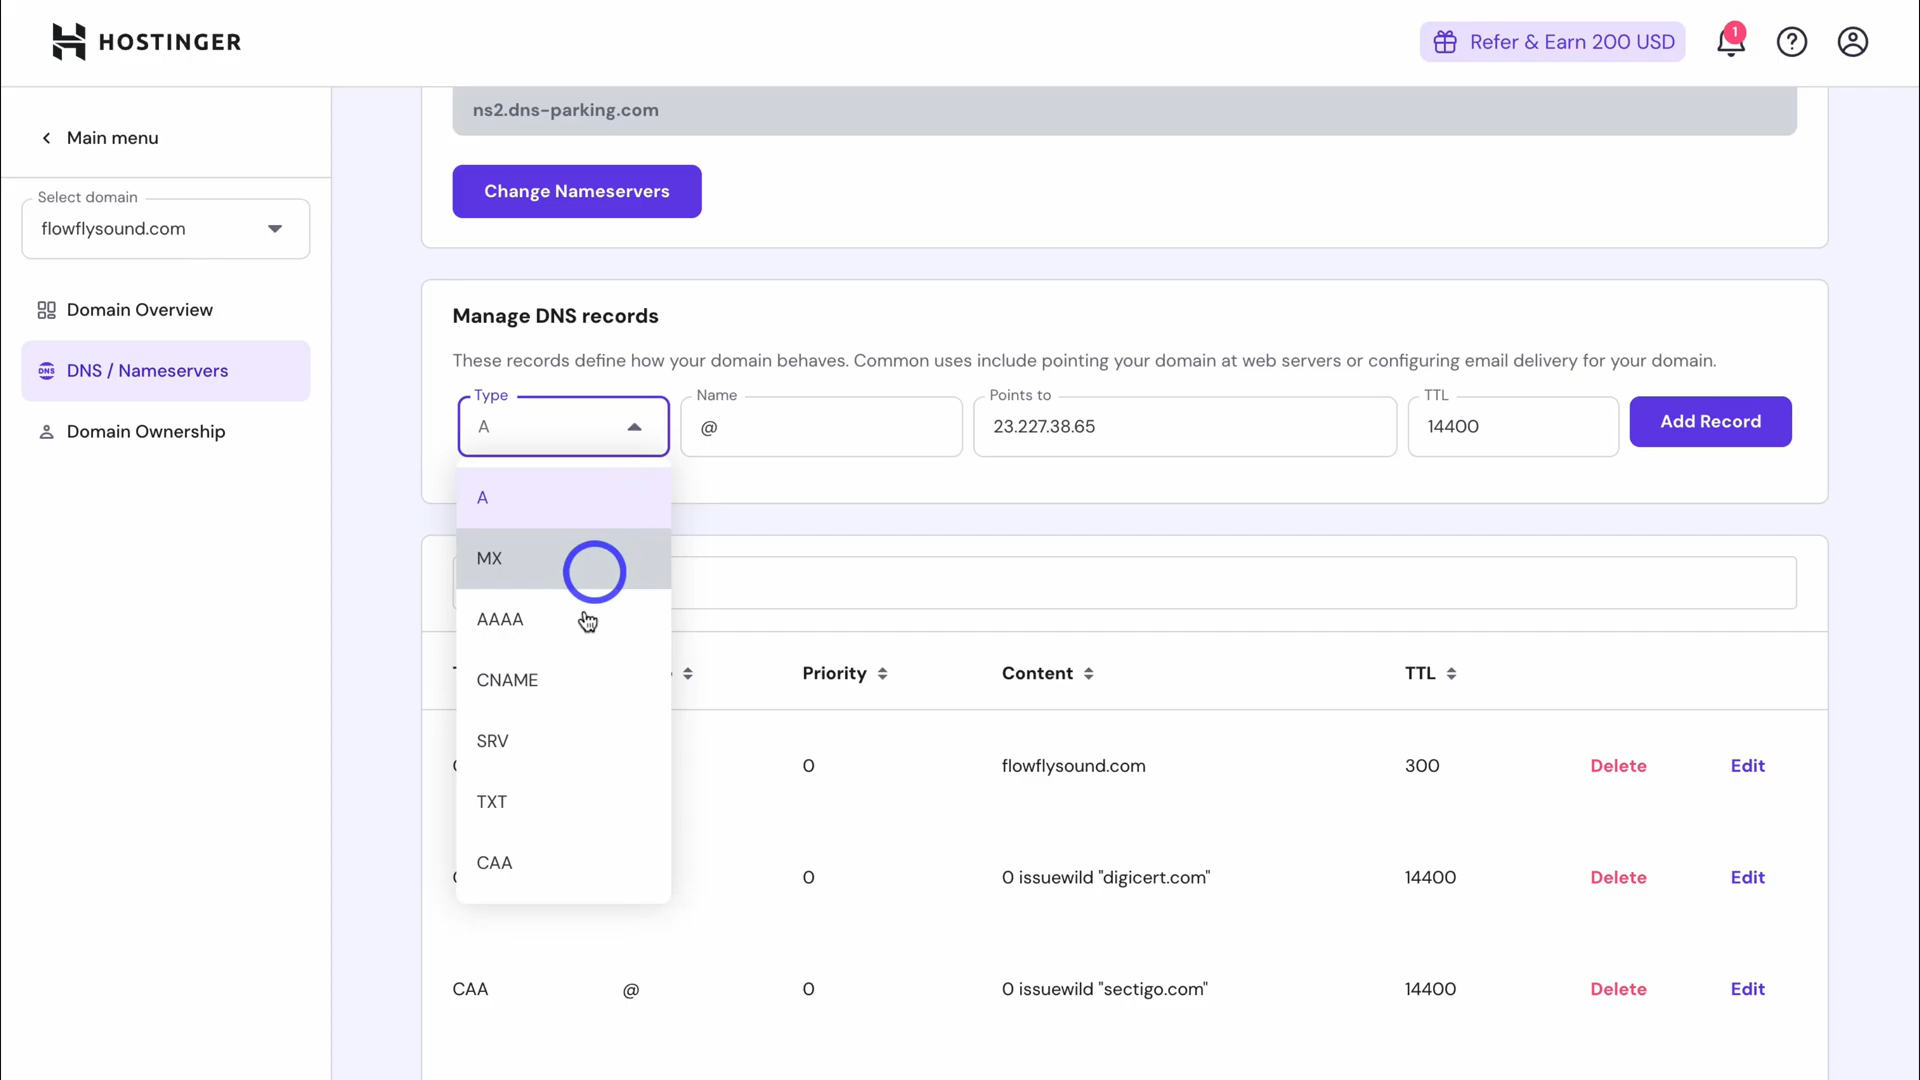 HOSTINGER
Refer & Earn 200 USD
1
Main menu
Select domain
flowflysound.com
Domain Overview
DNS
DNS / Nameservers
Domain Ownership
ns2.dns-parking.com
Change Nameservers
Manage DNS records
These records define how your domain behaves. Common uses include pointing your domain at web servers or configuring email delivery for your domain.
Type
A
Name
@
Points to
23.227.38.65
TTL
14400
Add Record
A
MX
AAAA
CNAME
SRV
TXT
CAA
Priority Content TTL
0 flowflysound.com 300 Delete Edit
0 0 issuewild "digicert.com" 14400 Delete Edit
CAA @ 0 0 issuewild "sectigo.com" 14400 Delete Edit